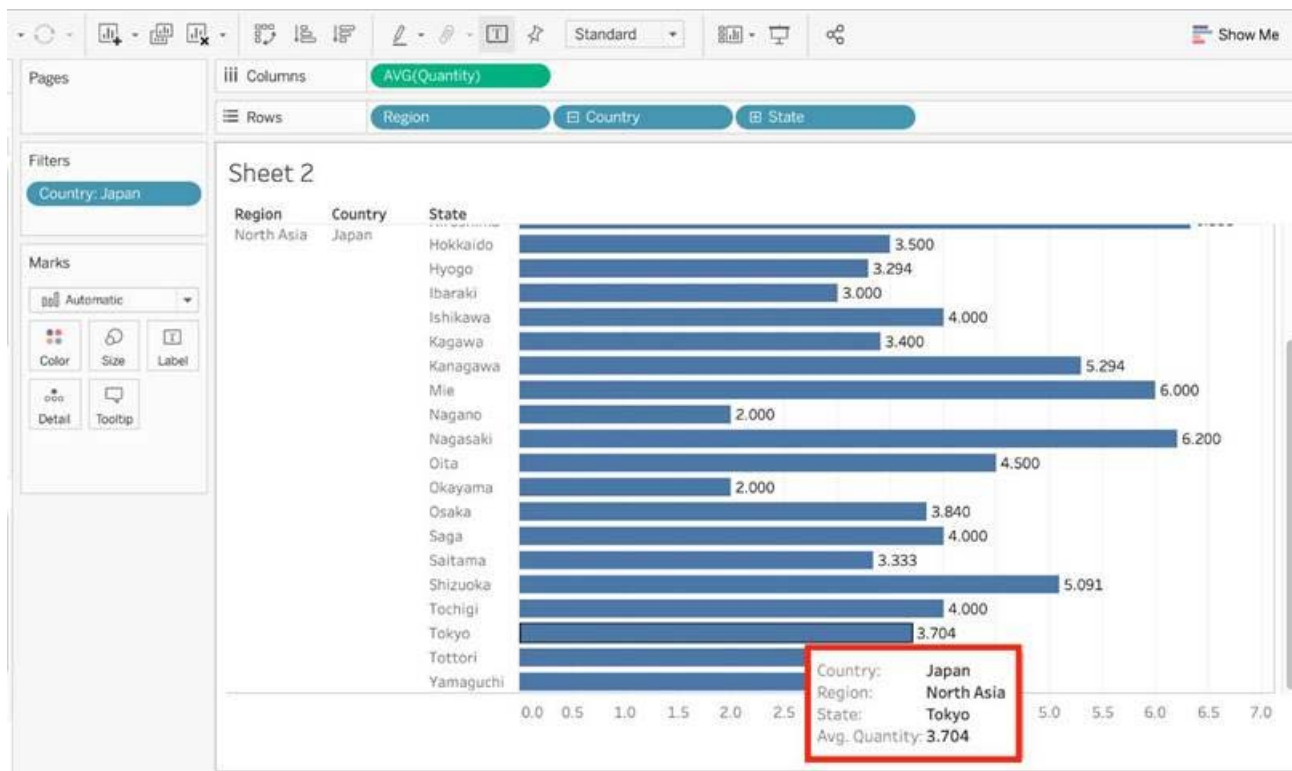 Standard
Show Me
Pages
iii Columns
AVG(Quantity)
Rows
Region
Country
State
Filters
Country: Japan
Sheet 2
Region Country State
North Asia Japan
Hokkaido 3.500
Hyogo 3.294
Ibaraki 3.000
Ishikawa 4.000
Kagawa 3.400
Kanagawa 5.294
Mie 6.000
Nagano 2.000
Nagasaki 6.200
Oita 4.500
Okayama 2.000
Osaka 3.840
Saga 4.000
Saitama 3.333
Shizuoka 5.091
Tochigi 4.000
Tokyo 3.704
Tottori
Yamaguchi
Marks
Automatic
Color Size Label
Detail Tooltip
Country: Japan
Region: North Asia
State: Tokyo
Avg. Quantity: 3.704
0.0 0.5 1.0 1.5 2.0 2.5 5.0 5.5 6.0 6.5 7.0